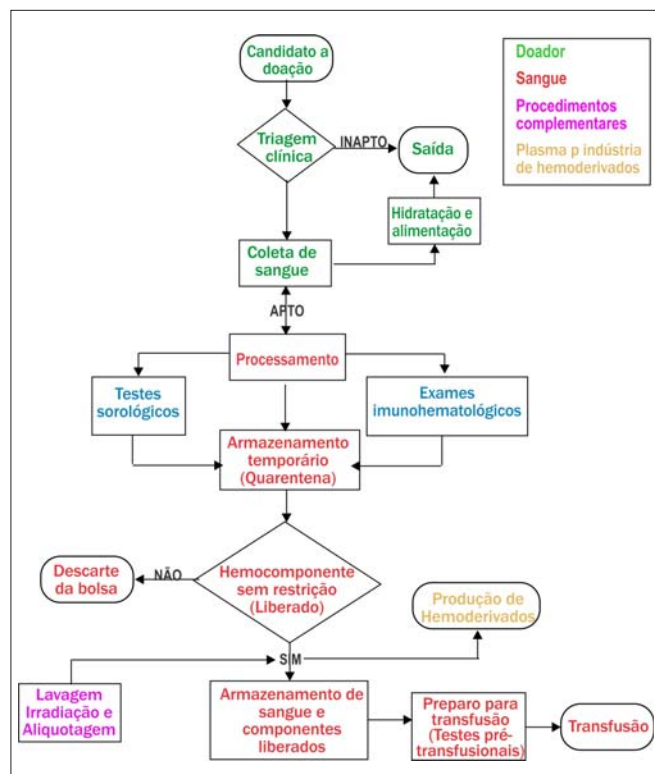 Candidato a
doação
Doador
Sangue
Procedimentos
complementares
Plasma p indústria
de hemoderivados
Triagem
clínica
INAPTO
Saída
Hidratação e
alimentação
Coleta de
sangue
APTO
Processamento
Testes
sorológicos
Exames
imunohematológicos
Armazenamento
temporário
(Quarentena)
Descarte
da bolsa
NÃO
Hemocomponente
sem restrição
(Liberado)
Produção de
Hemoderivados
SIM
Lavagem
Irradiação e
Aliquotagem
Armazenamento de
sangue e
componentes
liberados
Preparo para
transfusão
(Testes pré-
transfusionais)
Transfusão